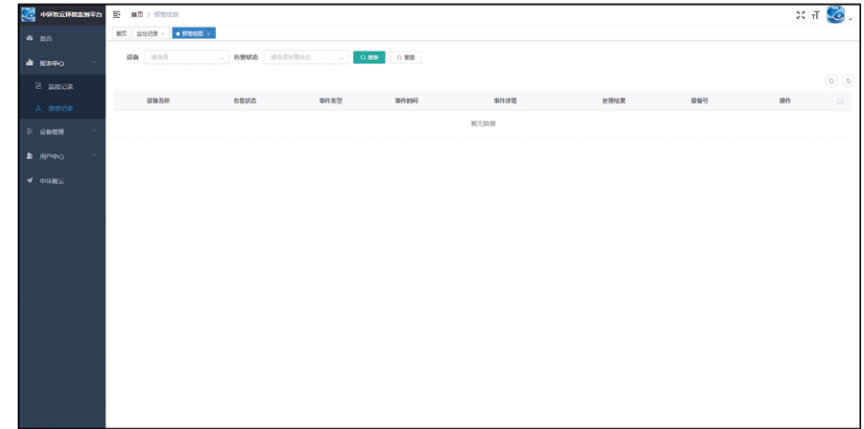 中环智云环境监测平台
首页 / 预警信息
首页 监控记录 × 预警信息 ×
首页
报表中心
监控记录
告警记录
设备管理
用户中心
中环智云
设备 请选择 告警状态 请选择告警状态 搜索 重置
设备名称 告警状态 事件类型 事件时间 事件详情 处理结果 设备号 操作
暂无数据